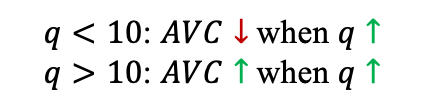 q < 10: AVC ↓ when q ↑
q > 10: AVC ↑ when q ↑